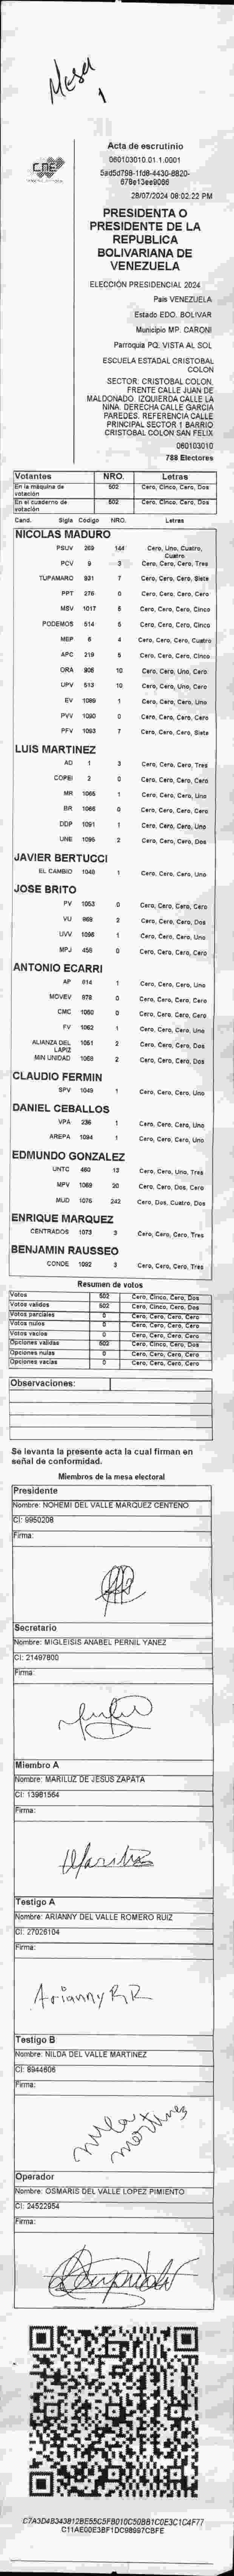 Mesa
1
CNE
Acta de escrutinio
060103010.01.1.0001
5ad5d798-1fd8-4430-8820-
678e13ee9066
28/07/2024 08:02:22 PM
PRESIDENTA O
PRESIDENTE DE LA
REPUBLICA
BOLIVARIANA DE
VENEZUELA
ELECCIÓN PRESIDENCIAL 2024
País VENEZUELA
Estado EDO. BOLIVAR
Municipio MP. CARONI
Parroquia PQ. VISTA AL SOL
ESCUELA ESTADAL CRISTOBAL
COLON
SECTOR: CRISTOBAL COLON.
FRENTE CALLE JUAN DE
MALDONADO. IZQUIERDA CALLE LA
NINA. DERECHA CALLE GARCIA
PAREDES. REFERENCIA CALLE
PRINCIPAL SECTOR 1 BARRIO
CRISTOBAL COLON SAN FELIX
060103010
788 Electores
Votantes NRO. Letras
En la máquina de votación 502 Cero, Cinco, Cero, Dos
En el cuaderno de votación 502 Cero, Cinco, Cero, Dos
Cand. Sigla Código NRO. Letras
NICOLAS MADURO
PSUV 269 144 Cero, Uno, Cuatro, Cuatro
PCV 9 3 Cero, Cero, Cero, Tres
TUPAMARO 931 7 Cero, Cero, Cero, Siete
PPT 276 0 Cero, Cero, Cero, Cero
MSV 1017 5 Cero, Cero, Cero, Cinco
PODEMOS 514 5 Cero, Cero, Cero, Cinco
MEP 6 4 Cero, Cero, Cero, Cuatro
APC 219 5 Cero, Cero, Cero, Cinco
ORA 908 10 Cero, Cero, Uno, Cero
UPV 513 10 Cero, Cero, Uno, Cero
EV 1089 1 Cero, Cero, Cero, Uno
PVV 1090 0 Cero, Cero, Cero, Cero
PFV 1093 7 Cero, Cero, Cero, Siete
LUIS MARTINEZ
AD 1 3 Cero, Cero, Cero, Tres
COPEI 2 0 Cero, Cero, Cero, Cero
MR 1065 1 Cero, Cero, Cero, Uno
BR 1066 0 Cero, Cero, Cero, Cero
DDP 1091 1 Cero, Cero, Cero, Uno
UNE 1095 2 Cero, Cero, Cero, Dos
JAVIER BERTUCCI
EL CAMBIO 1040 1 Cero, Cero, Cero, Uno
JOSE BRITO
PV 1053 0 Cero, Cero, Cero, Cero
VU 968 2 Cero, Cero, Cero, Dos
UVV 1096 1 Cero, Cero, Cero, Uno
MPJ 458 0 Cero, Cero, Cero, Cero
ANTONIO ECARRI
AP 814 1 Cero, Cero, Cero, Uno
MOVEV 978 0 Cero, Cero, Cero, Cero
CMC 1060 0 Cero, Cero, Cero, Cero
FV 1062 1 Cero, Cero, Cero, Uno
ALIANZA DEL LAPIZ 1051 2 Cero, Cero, Cero, Dos
MIN UNIDAD 1058 2 Cero, Cero, Cero, Dos
CLAUDIO FERMIN
SPV 1049 1 Cero, Cero, Cero, Uno
DANIEL CEBALLOS
VPA 236 1 Cero, Cero, Cero, Uno
AREPA 1094 1 Cero, Cero, Cero, Uno
EDMUNDO GONZALEZ
UNTC 460 13 Cero, Cero, Uno, Tres
MPV 1069 20 Cero, Cero, Dos, Cero
MUD 1076 242 Cero, Dos, Cuatro, Dos
ENRIQUE MARQUEZ
CENTRADOS 1073 3 Cero, Cero, Cero, Tres
BENJAMIN RAUSSEO
CONDE 1092 3 Cero, Cero, Cero, Tres
Resumen de votos
Votos 502 Cero, Cinco, Cero, Dos
Votos validos 502 Cero, Cinco, Cero, Dos
Votos parciales 0 Cero, Cero, Cero, Cero
Votos nulos 0 Cero, Cero, Cero, Cero
Votos vacios 0 Cero, Cero, Cero, Cero
Opciones validas 502 Cero, Cinco, Cero, Dos
Opciones nulas 0 Cero, Cero, Cero, Cero
Opciones vacias 0 Cero, Cero, Cero, Cero
Observaciones:
Se levanta la presente acta la cual firman en
señal de conformidad.
Miembros de la mesa electoral
Presidente
Nombre: NOHEMI DEL VALLE MARQUEZ CENTENO
CI: 9950208
Firma:
Secretario
Nombre: MIGLEISIS ANABEL PERNIL YANEZ
CI: 21497800
Firma:
Miembro A
Nombre: MARILUZ DE JESUS ZAPATA
CI: 13981564
Firma:
Testigo A
Nombre: ARIANNY DEL VALLE ROMERO RUIZ
CI: 27026104
Firma:
Arianny RR
Testigo B
Nombre: NILDA DEL VALLE MARTINEZ
CI: 8944606
Firma:
nilda
martinez
Operador
Nombre: OSMARIS DEL VALLE LOPEZ PIMIENTO
CI: 24522954
Firma:
C7A3D4B343812BE55C5FB010C50BB1C0E3C1C4F77
C11AE00E3BF1DC98997CBFE